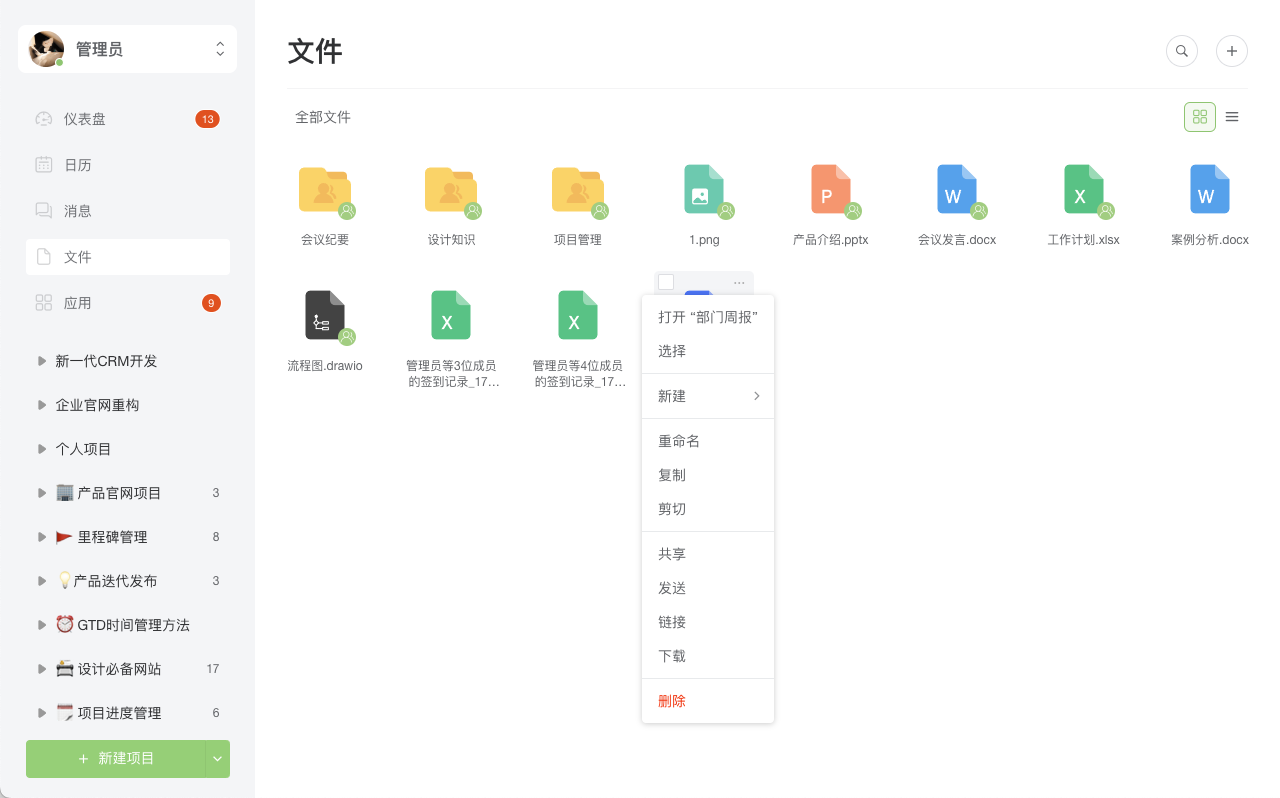 管理员
仪表盘
13
日历
消息
文件
应用
9
新一代CRM开发
企业官网重构
个人项目
产品官网项目
3
里程碑管理
8
产品迭代发布
3
GTD时间管理方法
设计必备网站
17
项目进度管理
6
+ 新建项目
文件
全部文件
会议纪要
设计知识
项目管理
1.png
P
产品介绍.pptx
W
会议发言.docx
X
工作计划.xlsx
W
案例分析.docx
流程图.drawio
X
管理员等3位成员
的签到记录_17...
X
管理员等4位成员
的签到记录_17...
打开 “部门周报”
选择
新建
重命名
复制
剪切
共享
发送
链接
下载
删除